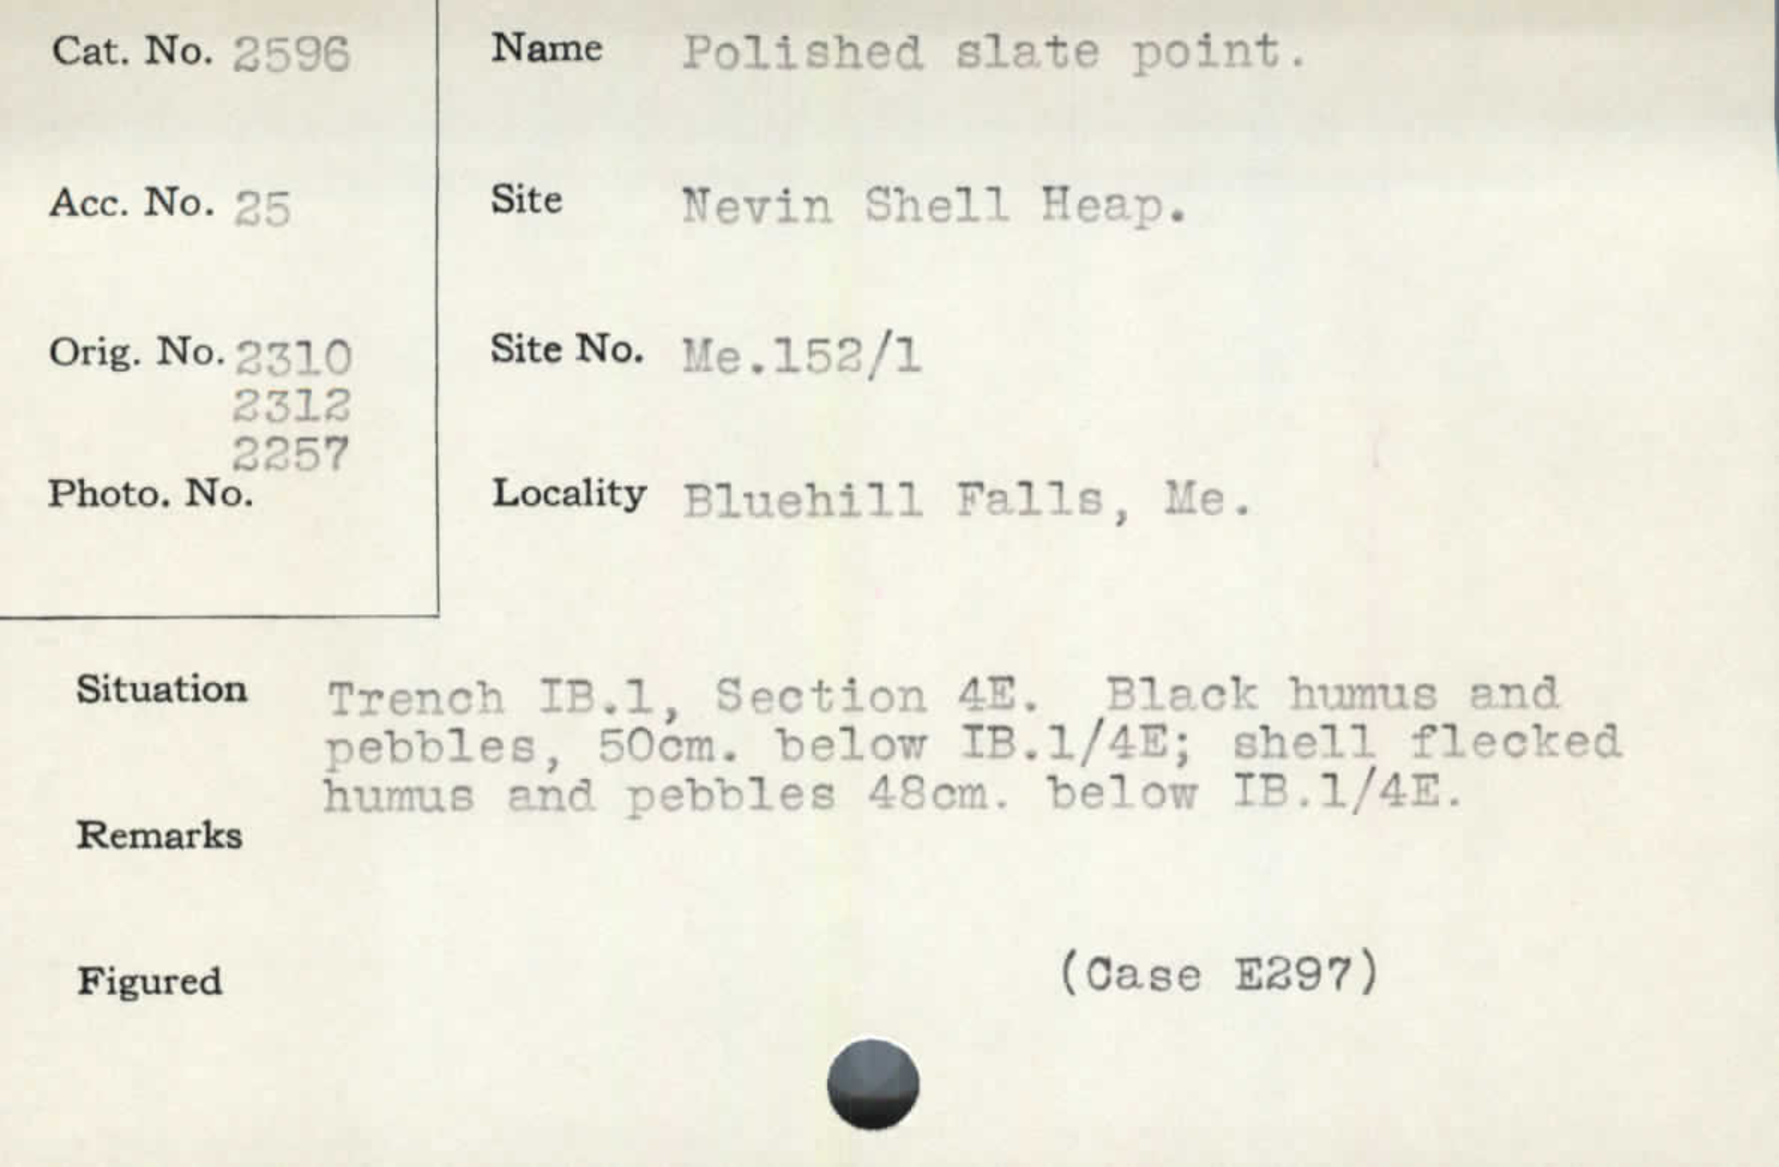 Cat. No. 2596
Name Polished slate point.
Acc. No. 25
Site Nevin Shell Heap.
Orig. No. 2310
2312
2257
Site No. Me.152/1
Photo. No.
Locality Bluehill Falls, Me.
Situation Trench IB.1, Section 4E. Black humus and
pebbles, 50cm. below IB.1/4E; shell flecked
humus and pebbles 48cm. below IB.1/4E.
Remarks
Figured
(Case E297)